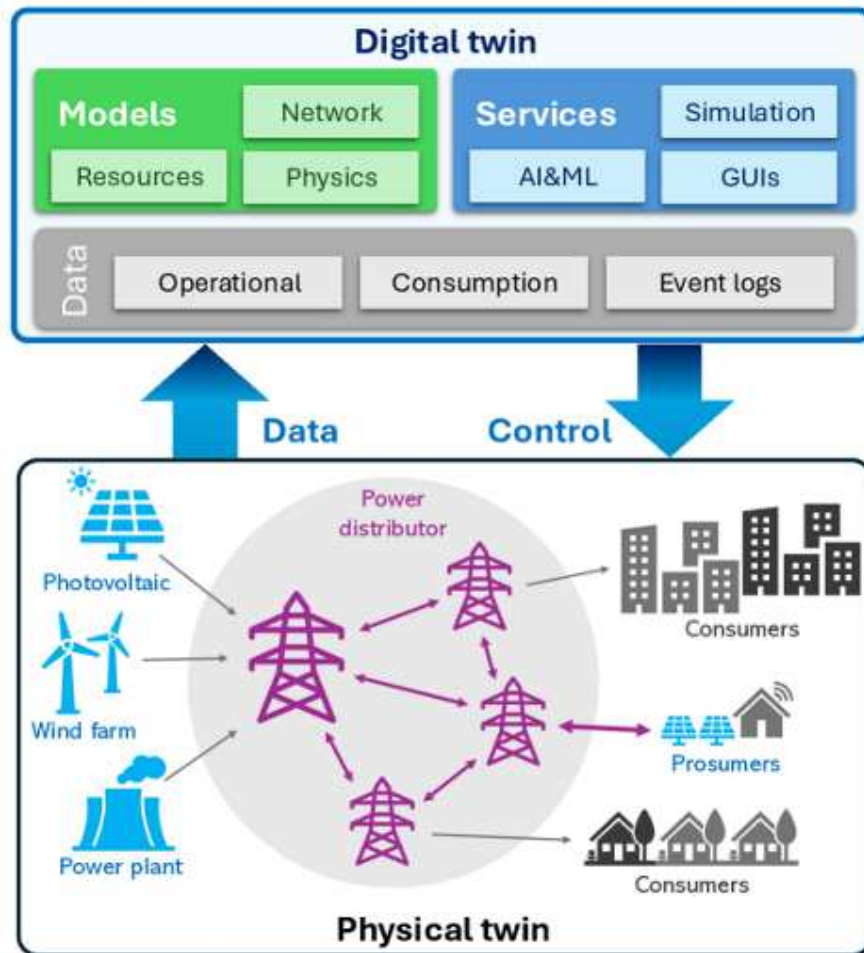 Digital twin
Models
Network
Resources
Physics
Services
Simulation
AI&ML
GUIs
Data
Operational
Consumption
Event logs
Data
Control
Photovoltaic
Wind farm
Power plant
Power
distributor
Consumers
Prosumers
Consumers
Physical twin